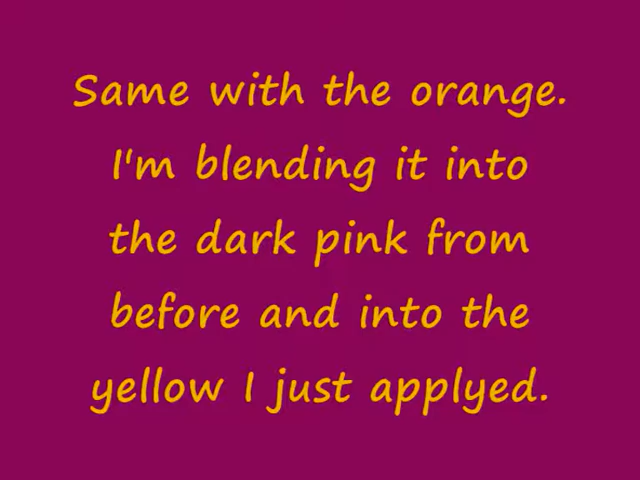 Same with the orange.
I'm blending it into
the dark pink from
before and into the
yellow I just applyed.